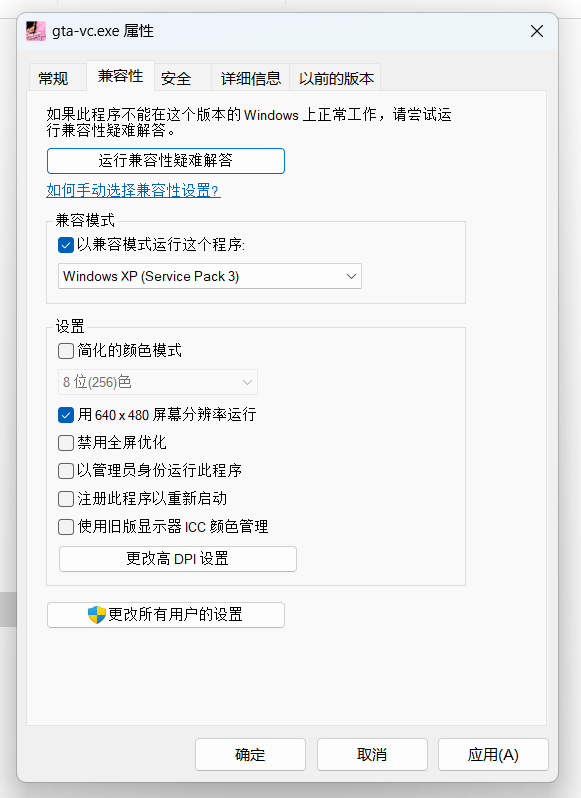 gta-vc.exe 属性
常规 兼容性 安全 详细信息 以前的版本
如果此程序不能在这个版本的 Windows 上正常工作，请尝试运
行兼容性疑难解答。
运行兼容性疑难解答
如何手动选择兼容性设置?
兼容模式
以兼容模式运行这个程序:
Windows XP (Service Pack 3)
设置
简化的颜色模式
8 位(256)色
用 640 x 480 屏幕分辨率运行
禁用全屏优化
以管理员身份运行此程序
注册此程序以重新启动
使用旧版显示器 ICC 颜色管理
更改高 DPI 设置
更改所有用户的设置
确定 取消 应用(A)